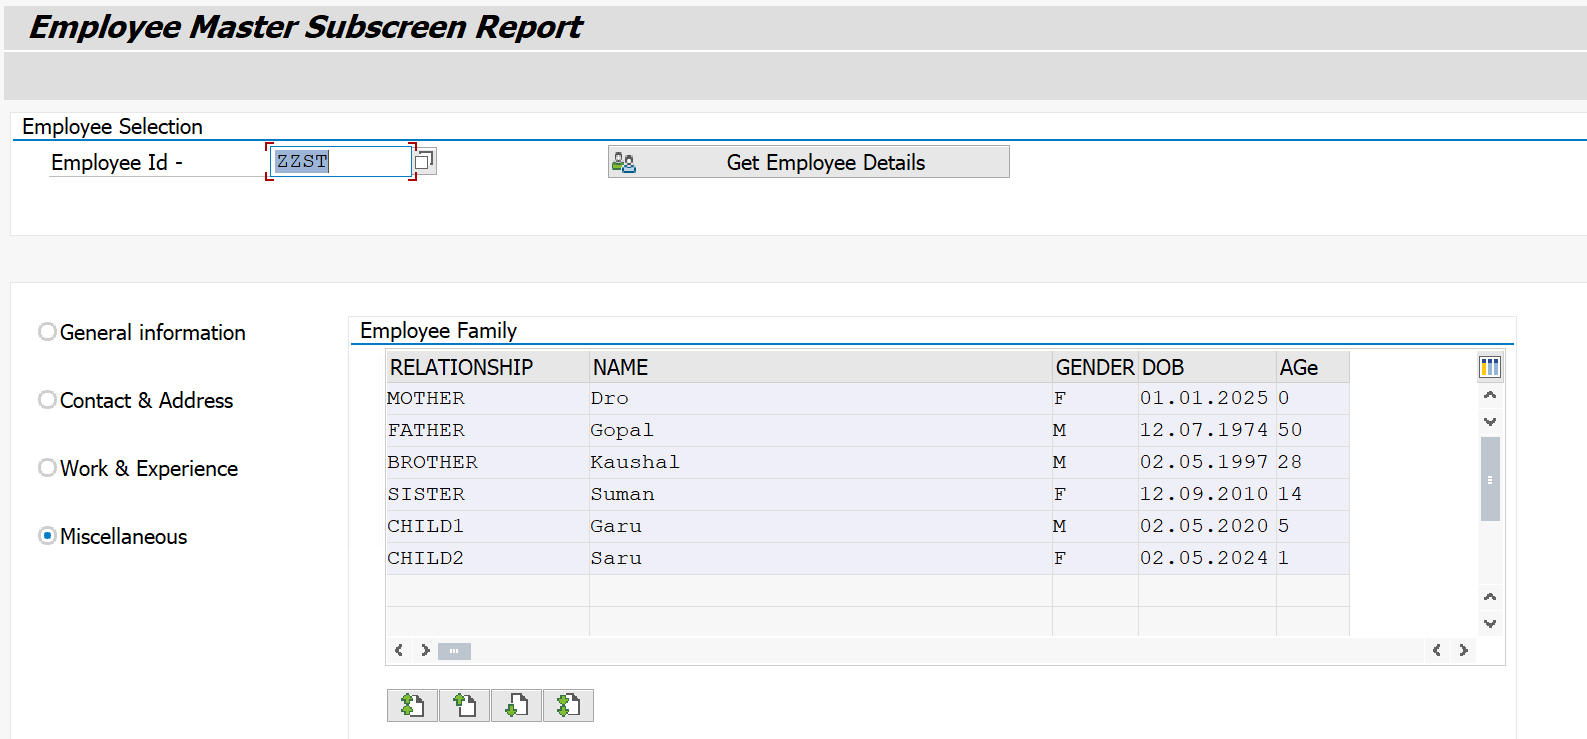 Employee Master Subscreen Report
Employee Selection
Employee Id - ZZST Get Employee Details
General information
Contact & Address
Work & Experience
Miscellaneous
Employee Family
RELATIONSHIP NAME GENDER DOB AGe
MOTHER Dro F 01.01.2025 0
FATHER Gopal M 12.07.1974 50
BROTHER Kaushal M 02.05.1997 28
SISTER Suman F 12.09.2010 14
CHILD1 Garu M 02.05.2020 5
CHILD2 Saru F 02.05.2024 1